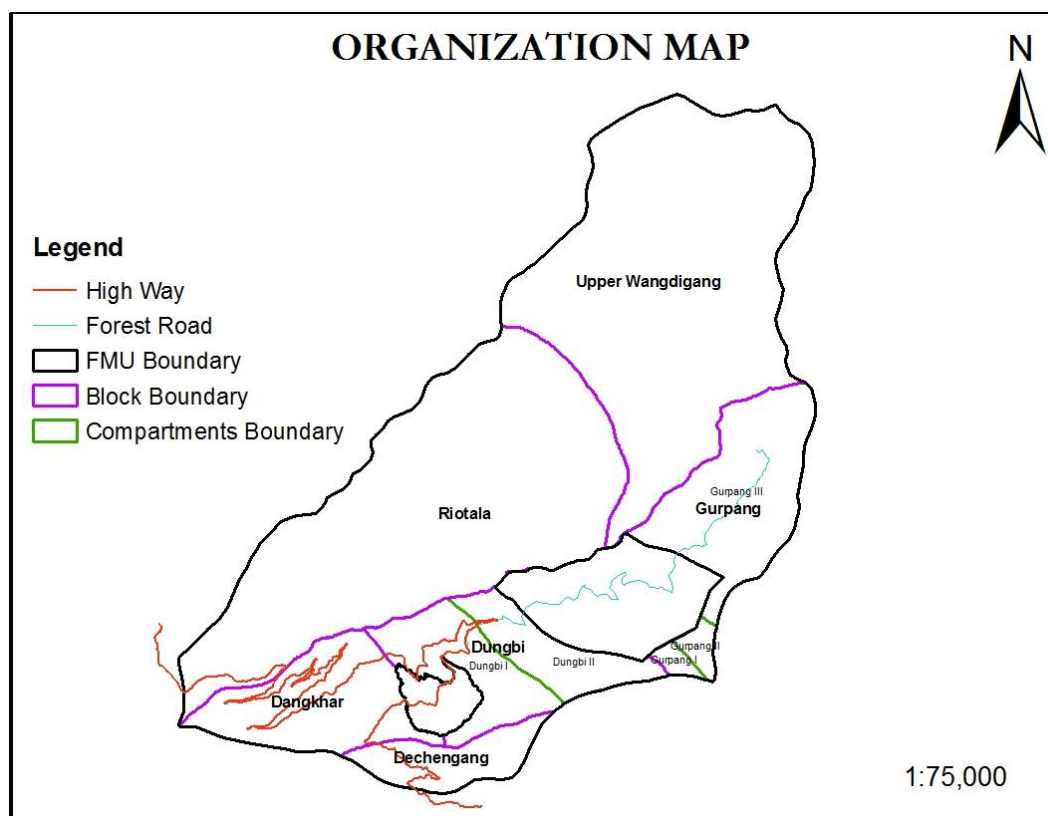 ORGANIZATION MAP
N
Legend
High Way
Forest Road
FMU Boundary
Block Boundary
Compartments Boundary
Upper Wangdigang
Gurpang III
Gurpang
Riotala
Dungbi
Dungbi I
Dungbi II
Gurpang II
Gurpang I
Dangkhar
Dechengang
1:75,000